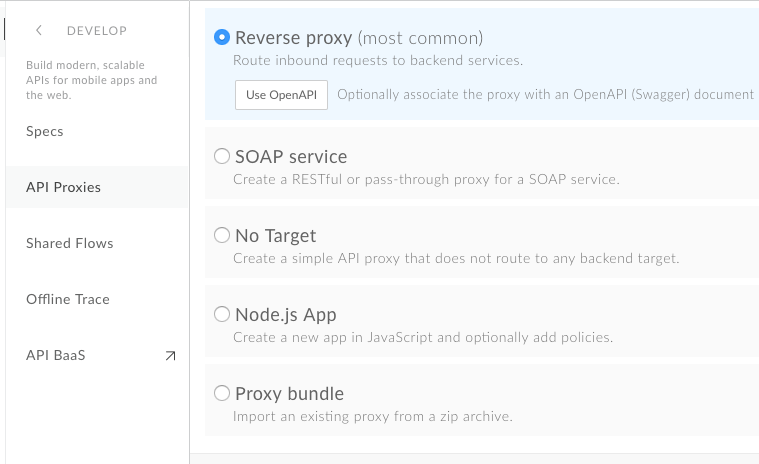 DEVELOP
Build modern, scalable
APIs for mobile apps and
the web.
Specs
API Proxies
Shared Flows
Offline Trace
API BaaS
Reverse proxy (most common)
Route inbound requests to backend services.
Use OpenAPI Optionally associate the proxy with an OpenAPI (Swagger) document
SOAP service
Create a RESTful or pass-through proxy for a SOAP service.
No Target
Create a simple API proxy that does not route to any backend target.
Node.js App
Create a new app in JavaScript and optionally add policies.
Proxy bundle
Import an existing proxy from a zip archive.